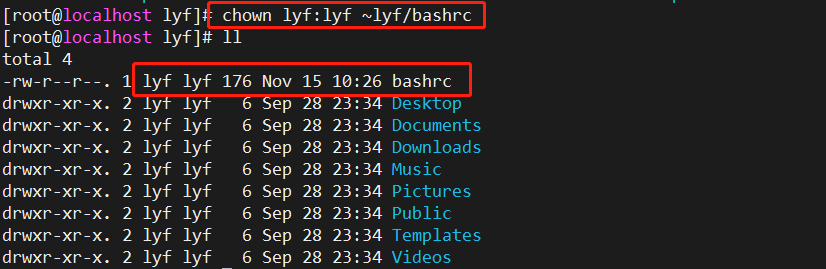 [root@localhost lyf]# chown lyf:lyf ~lyf/bashrc
[root@localhost lyf]# ll
total 4
-rw-r--r--. 1 lyf lyf 176 Nov 15 10:26 bashrc
drwxr-xr-x. 2 lyf lyf   6 Sep 28 23:34 Desktop
drwxr-xr-x. 2 lyf lyf   6 Sep 28 23:34 Documents
drwxr-xr-x. 2 lyf lyf   6 Sep 28 23:34 Downloads
drwxr-xr-x. 2 lyf lyf   6 Sep 28 23:34 Music
drwxr-xr-x. 2 lyf lyf   6 Sep 28 23:34 Pictures
drwxr-xr-x. 2 lyf lyf   6 Sep 28 23:34 Public
drwxr-xr-x. 2 lyf lyf   6 Sep 28 23:34 Templates
drwxr-xr-x. 2 lyf lyf   6 Sep 28 23:34 Videos